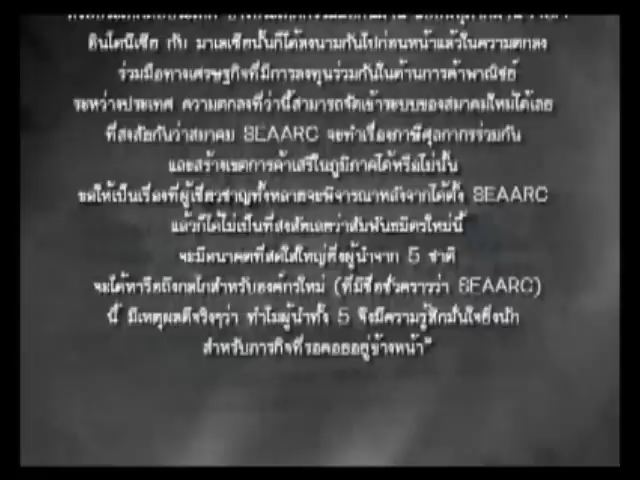 อินโดนีเซีย กับ มาเลเซียนั้นก็ได้ลงนามกันไปก่อนหน้าแล้วในความตกลง
ร่วมมือทางเศรษฐกิจที่มีการลงทุนร่วมกันในด้านการค้าพาณิชย์
ระหว่างประเทศ ความตกลงที่ว่านี้สามารถจัดเข้าระบบของสมาคมใหม่ได้เลย
ที่สงสัยกันว่าสมาคม SEAARC จะทำเรื่องภาษีศุลกากรร่วมกัน
และสร้างเขตการค้าเสรีในภูมิภาคได้หรือไม่นั้น
ขอให้เป็นเรื่องที่ผู้เชี่ยวชาญทั้งหลายจะพิจารณาหลังจากได้ตั้ง SEAARC
แล้วก็ได้ไม่เป็นที่สงสัยเลยว่าสัมพันธมิตรใหม่นี้
จะมีอนาคตที่สดใสใหญ่ยิ่งผู้นำจาก 5 ชาติ
จะได้หารือถึงกลไกสำหรับองค์กรใหม่ (ที่มีชื่อชั่วคราวว่า SEAARC)
นี้ มีเหตุผลดีจริงๆว่า ทำไมผู้นำทั้ง 5 จึงมีความรู้สึกมั่นใจยิ่งนัก
สำหรับภารกิจที่รอคอยอยู่ข้างหน้า"